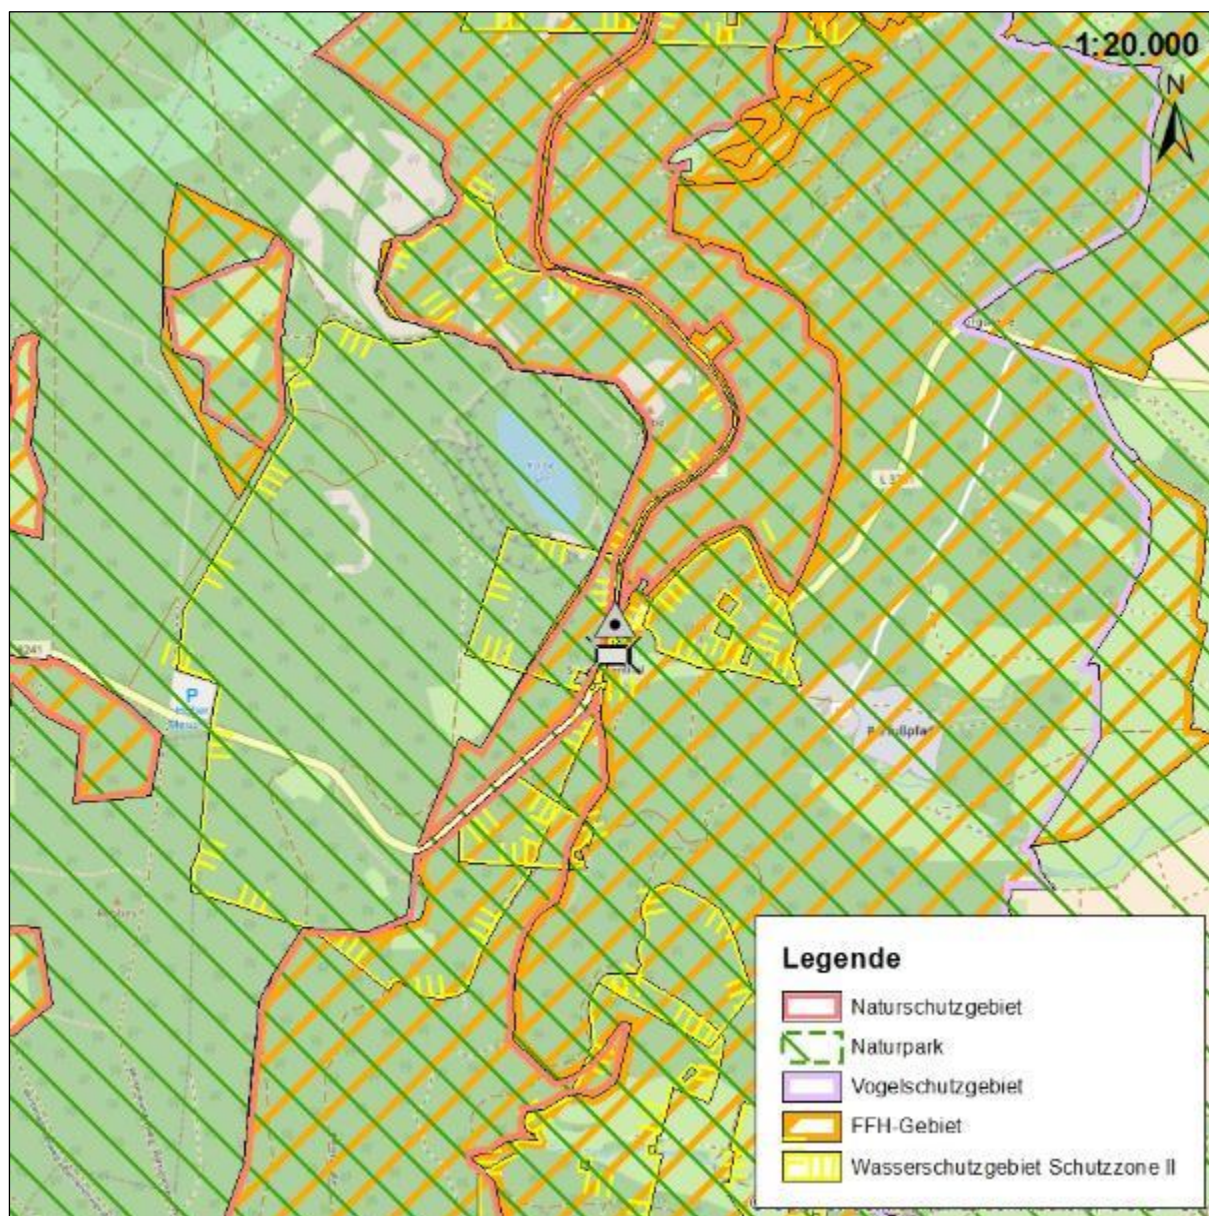 1:20.000
N
P
Legende
Naturschutzgebiet
Naturpark
Vogelschutzgebiet
FFH-Gebiet
Wasserschutzgebiet Schutzzone II